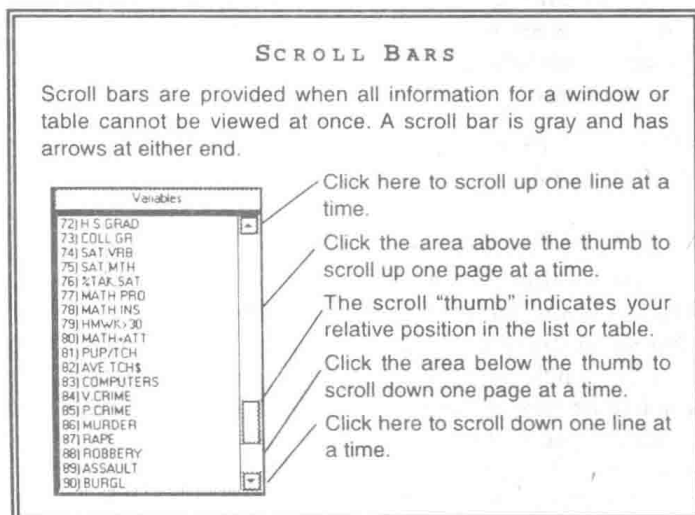 SCROLL BARS
Scroll bars are provided when all information for a window or
table cannot be viewed at once. A scroll bar is gray and has
arrows at either end.
Variables
72) H.S.GRAD
73) COLL.GR
74) SAT.VRB
75) SAT.MTH
76) %TAK.SAT
77) MATH PRO
78) MATH INS
79) HMWK>30
80) MATH+ATT
81) PUP/TCH
82) AVE.TCH$
83) COMPUTERS
84) V.CRIME
85) P.CRIME
86) MURDER
87) RAPE
88) ROBBERY
89) ASSAULT
90) BURGL
Click here to scroll up one line at a
time.
Click the area above the thumb to
scroll up one page at a time.
The scroll “thumb” indicates your
relative position in the list or table.
Click the area below the thumb to
scroll down one page at a time.
Click here to scroll down one line at
a time.